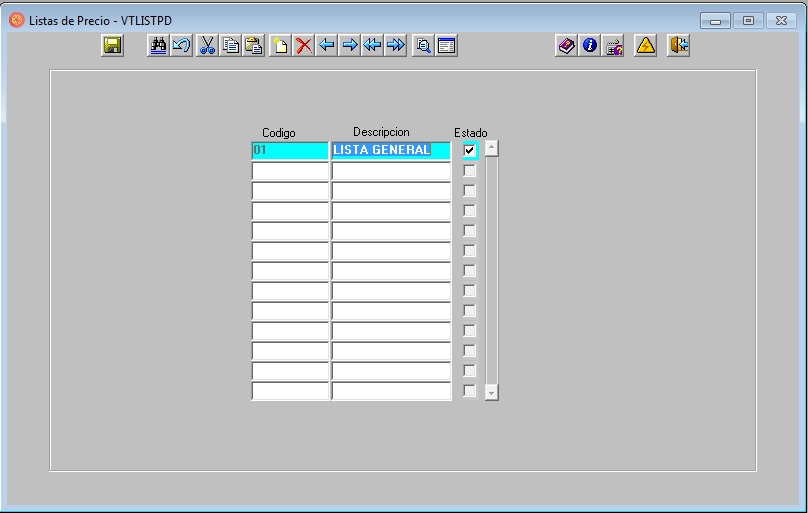 Listas de Precio - VTLISTPD
Codigo Descripcion Estado
01 LISTA GENERAL